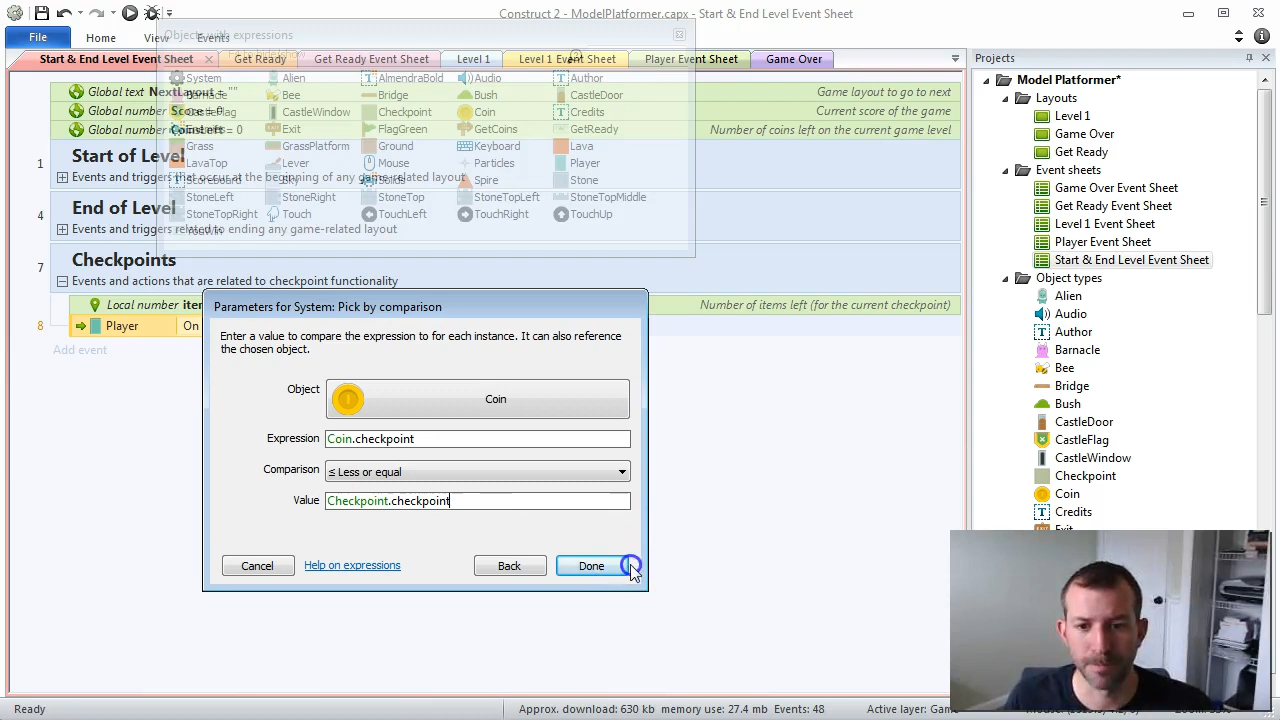 Construct 2 - ModelPlatformer.capx - Start & End Level Event Sheet
File
Home
View
Events
Objects with expressions
Start & End Level Event Sheet
Get Ready
Get Ready Event Sheet
Level 1
Level 1 Event Sheet
Player Event Sheet
Game Over
Global text NextLayout = ""
Game layout to go to next
Global number Score = 0
Current score of the game
Global number CoinsLeft = 0
Number of coins left on the current game level
System
Alien
AlmendraBold
Audio
Author
Bridge
Bush
CastleDoor
CastleFlag
CastleWindow
Checkpoint
Coin
Credits
Exit
FlagGreen
GetCoins
GetReady
Grass
GrassPlatform
Ground
Keyboard
Lava
LavaTop
Lever
Mouse
Particles
Player
Scoreboard
Sky
Solids
Spire
Stone
StoneLeft
StoneRight
StoneTop
StoneTopLeft
StoneTopMiddle
StoneTopRight
Touch
TouchLeft
TouchRight
TouchUp
YouWin
1
Start of Level
Events and triggers that occur at the beginning of any game-related layout
4
End of Level
Events and triggers related to ending any game-related layout
7
Checkpoints
Events and actions that are related to checkpoint functionality
Local number
Number of items left (for the current checkpoint)
8
Player
On
Add event
Parameters for System: Pick by comparison
Enter a value to compare the expression to for each instance. It can also reference
the chosen object.
Object
Coin
Expression
Coin.checkpoint
Comparison
≤ Less or equal
Value
Checkpoint.checkpoint
Cancel
Help on expressions
Back
Done
Projects
Model Platformer*
Layouts
Level 1
Game Over
Get Ready
Event sheets
Game Over Event Sheet
Get Ready Event Sheet
Level 1 Event Sheet
Player Event Sheet
Start & End Level Event Sheet
Object types
Alien
Audio
Author
Barnacle
Bee
Bridge
Bush
CastleDoor
CastleFlag
CastleWindow
Checkpoint
Coin
Credits
Exit
Ready
Approx. download: 630 kb
memory use: 27.4 mb
Events: 48
Active layer: